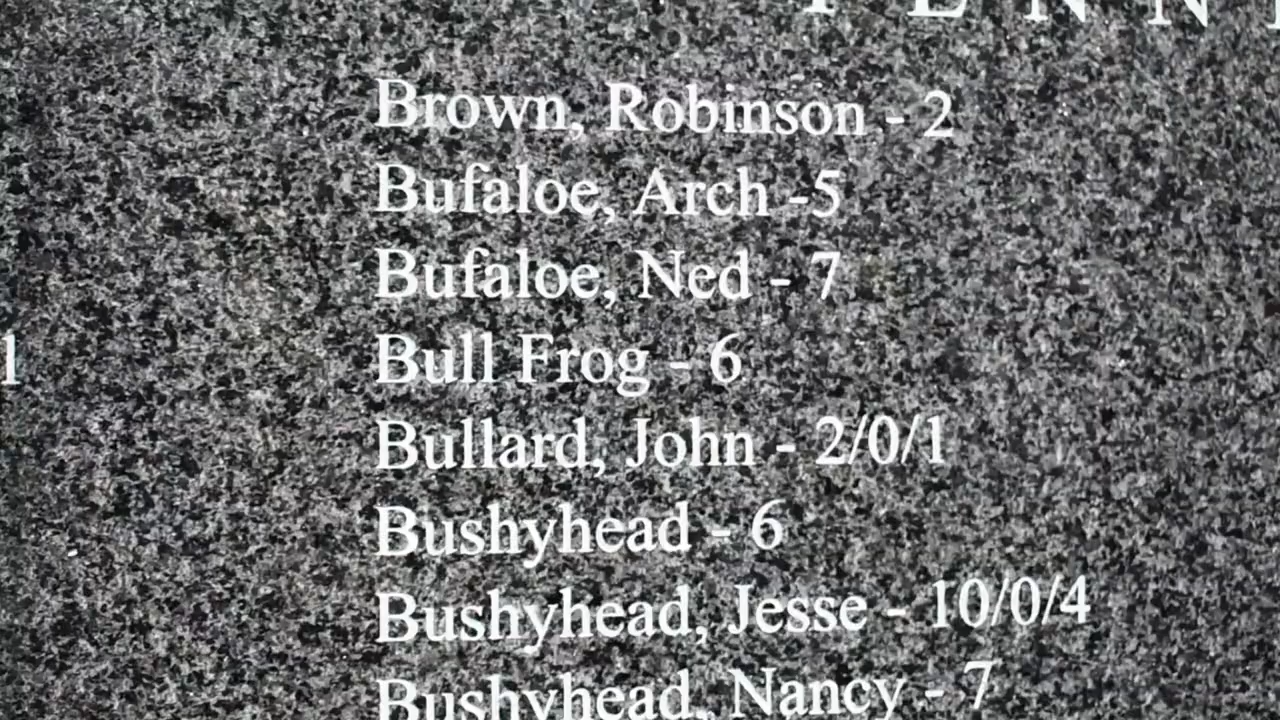 Brown, Robinson - 2
Bufaloe, Arch -5
Bufaloe, Ned - 7
Bull Frog - 6
1
Bullard, John - 2/0/1
Bushyhead - 6
Bushyhead, Jesse - 10/0/4
Bushyhead, Nancy - 7